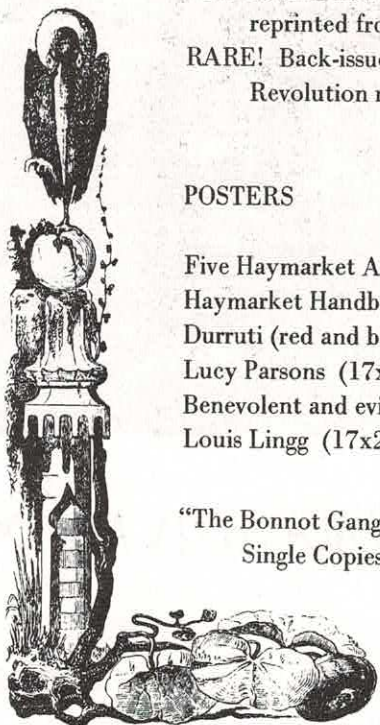 reprinted fro
RARE! Back-issue
Revolution r
POSTERS
Five Haymarket A
Haymarket Handb
Durruti (red and b
Lucy Parsons (17x
Benevolent and evi
Louis Lingg (17x2
“The Bonnot Gang
Single Copies